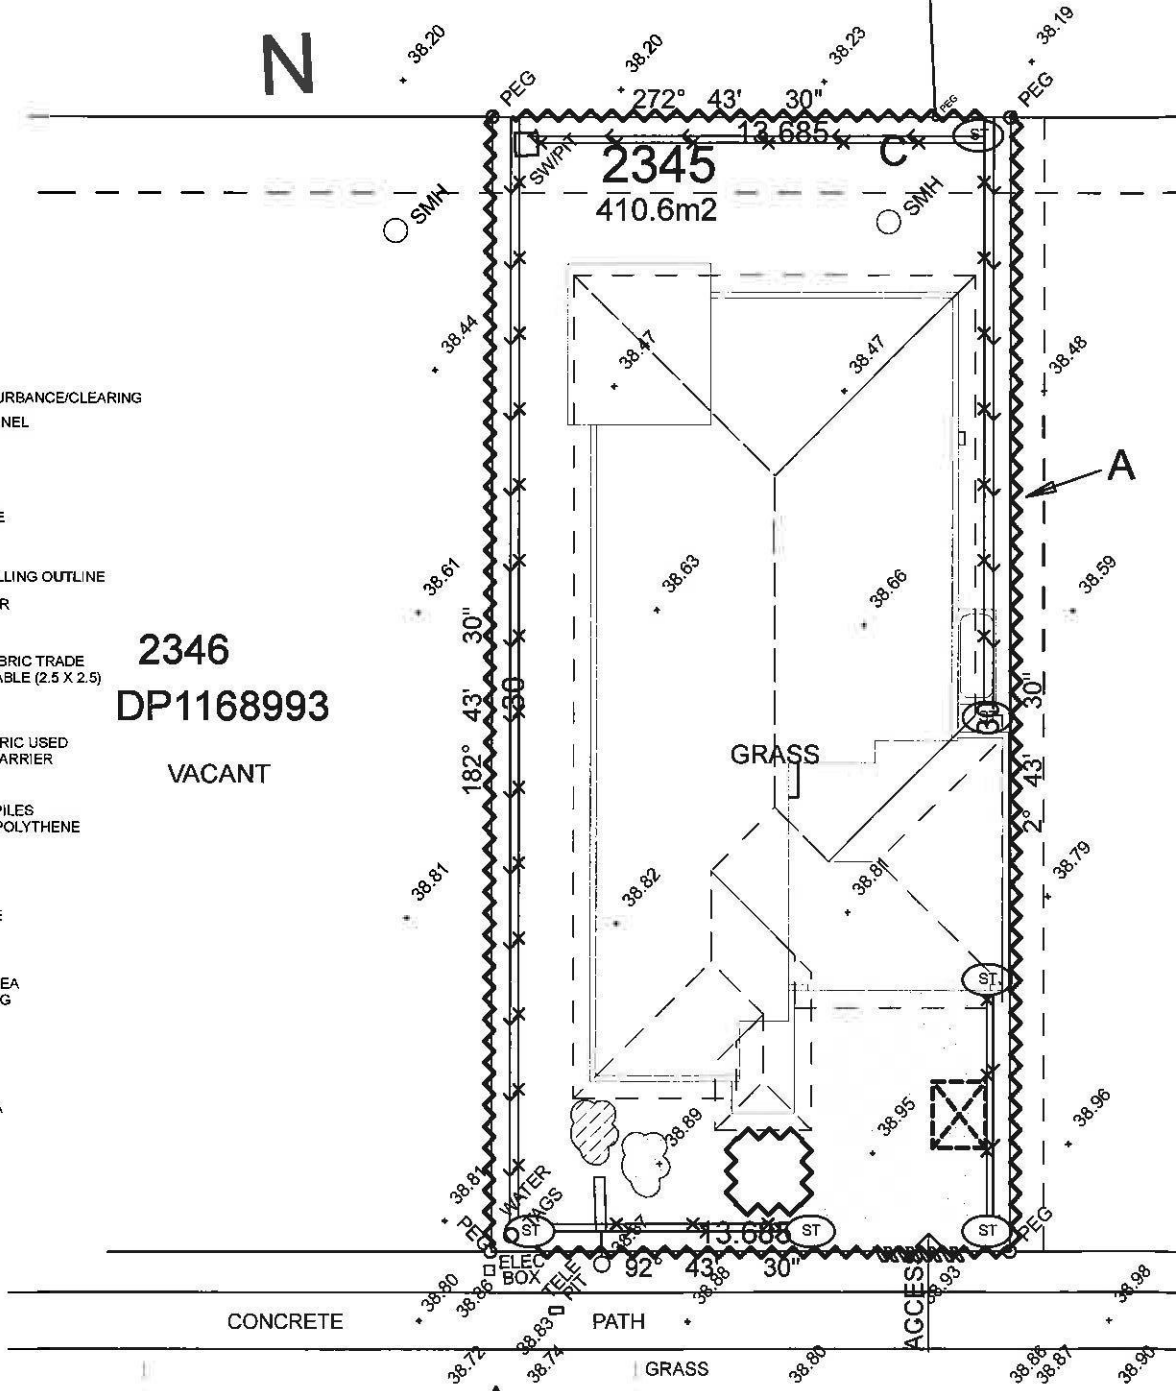 N
38.20
38.20
38.23
38.19
PEG
PEG
PEG
272° 43' 30"
13.685
ST
SW/PIT
2345
C
410.6m2
SMH
SMH
38.44
38.47
38.47
38.48
URBANCE/CLEARING
NEL
A
E
LLING OUTLINE
R
38.61
38.63
38.66
38.59
2346
BRIC TRADE
ABLE (2.5 X 2.5)
DP1168993
182° 43' 30"
30
30
2° 43' 30"
ST
RIC USED
ARRIER
VACANT
GRASS
PILES
POLYTHENE
38.81
38.82
38.81
38.79
E
EA
G
ST
A
38.89
38.95
38.96
38.81
WATER
TAGS
PEG
ST
38.87
13.688
ST
ST
PEG
ELEC
BOX
92° 43' 30"
TELE
PIT
38.80
38.86
38.88
38.93
38.98
ACCES
CONCRETE
PATH
38.83
38.72
38.74
GRASS
38.80
38.86
38.87
38.90